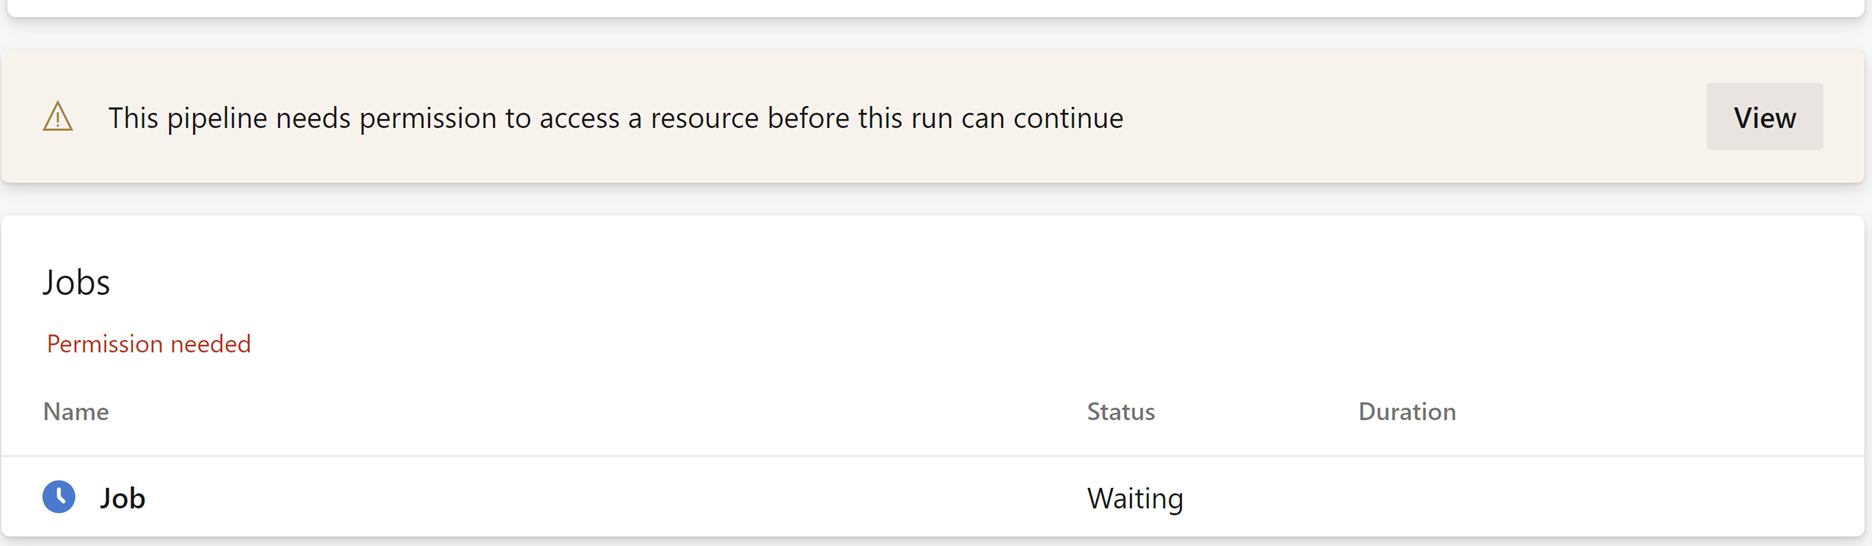 This pipeline needs permission to access a resource before this run can continue
View
Jobs
Permission needed
Name Status Duration
Job Waiting